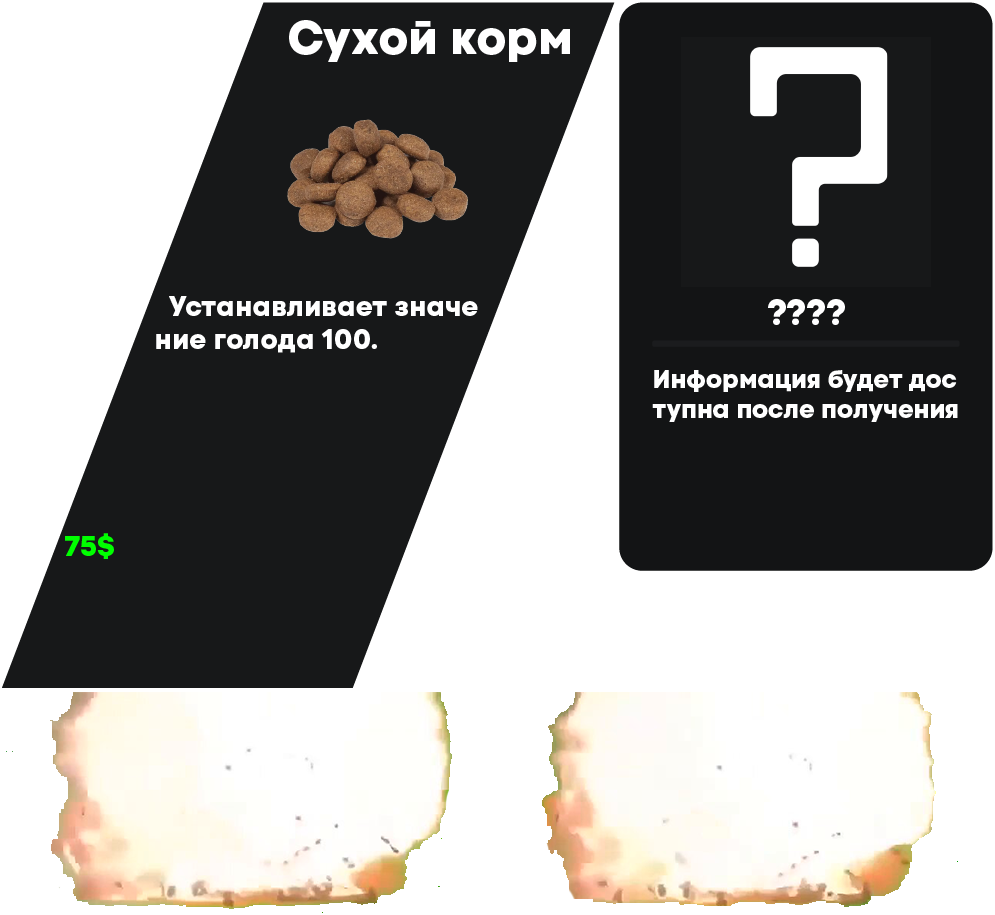 Сухой корм
Устанавливает значе
ние голода 100.
75$
?
????
Информация будет дос
тупна после получения